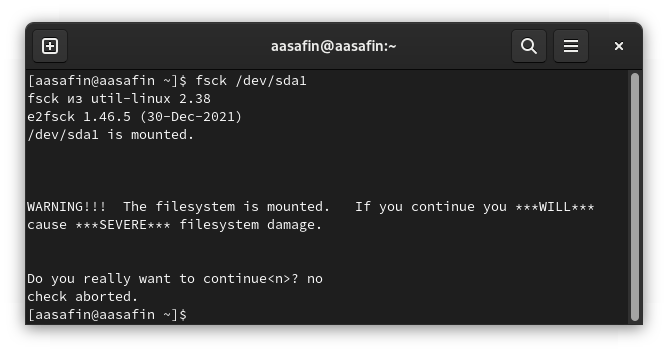 aasafin@aasafin:~
[aasafin@aasafin ~]$ fsck /dev/sda1
fsck из util-linux 2.38
e2fsck 1.46.5 (30-Dec-2021)
/dev/sda1 is mounted.
WARNING!!!  The filesystem is mounted.   If you continue you ***WILL***
cause ***SEVERE*** filesystem damage.
Do you really want to continue<n>? no
check aborted.
[aasafin@aasafin ~]$